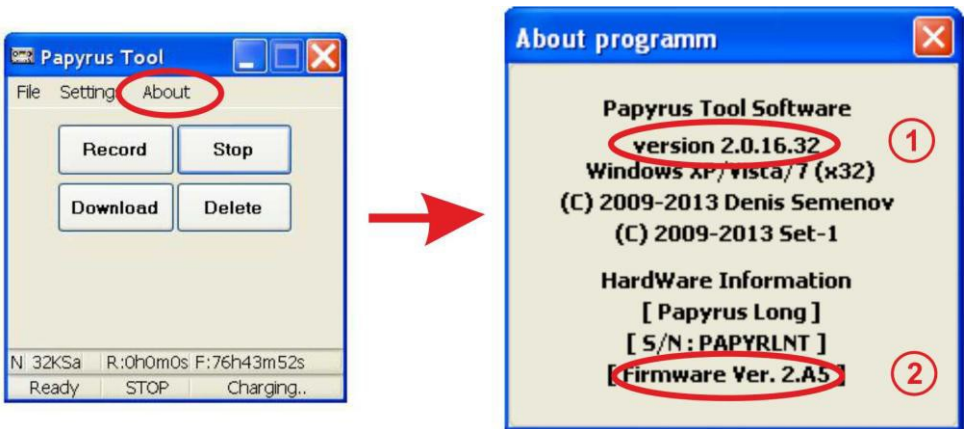 Papyrus Tool
File Setting About
Record Stop
Download Delete
N 32KSa R:0h0m0s F:76h43m52s
Ready STOP Charging..
About programm
Papyrus Tool Software
version 2.0.16.32
1
Windows XP/Vista/7 (x32)
(C) 2009-2013 Denis Semenov
(C) 2009-2013 Set-1
HardWare Information
[ Papyrus Long ]
[ S/N : PAPYRLNT ]
[ Firmware Ver. 2.A5 ]
2